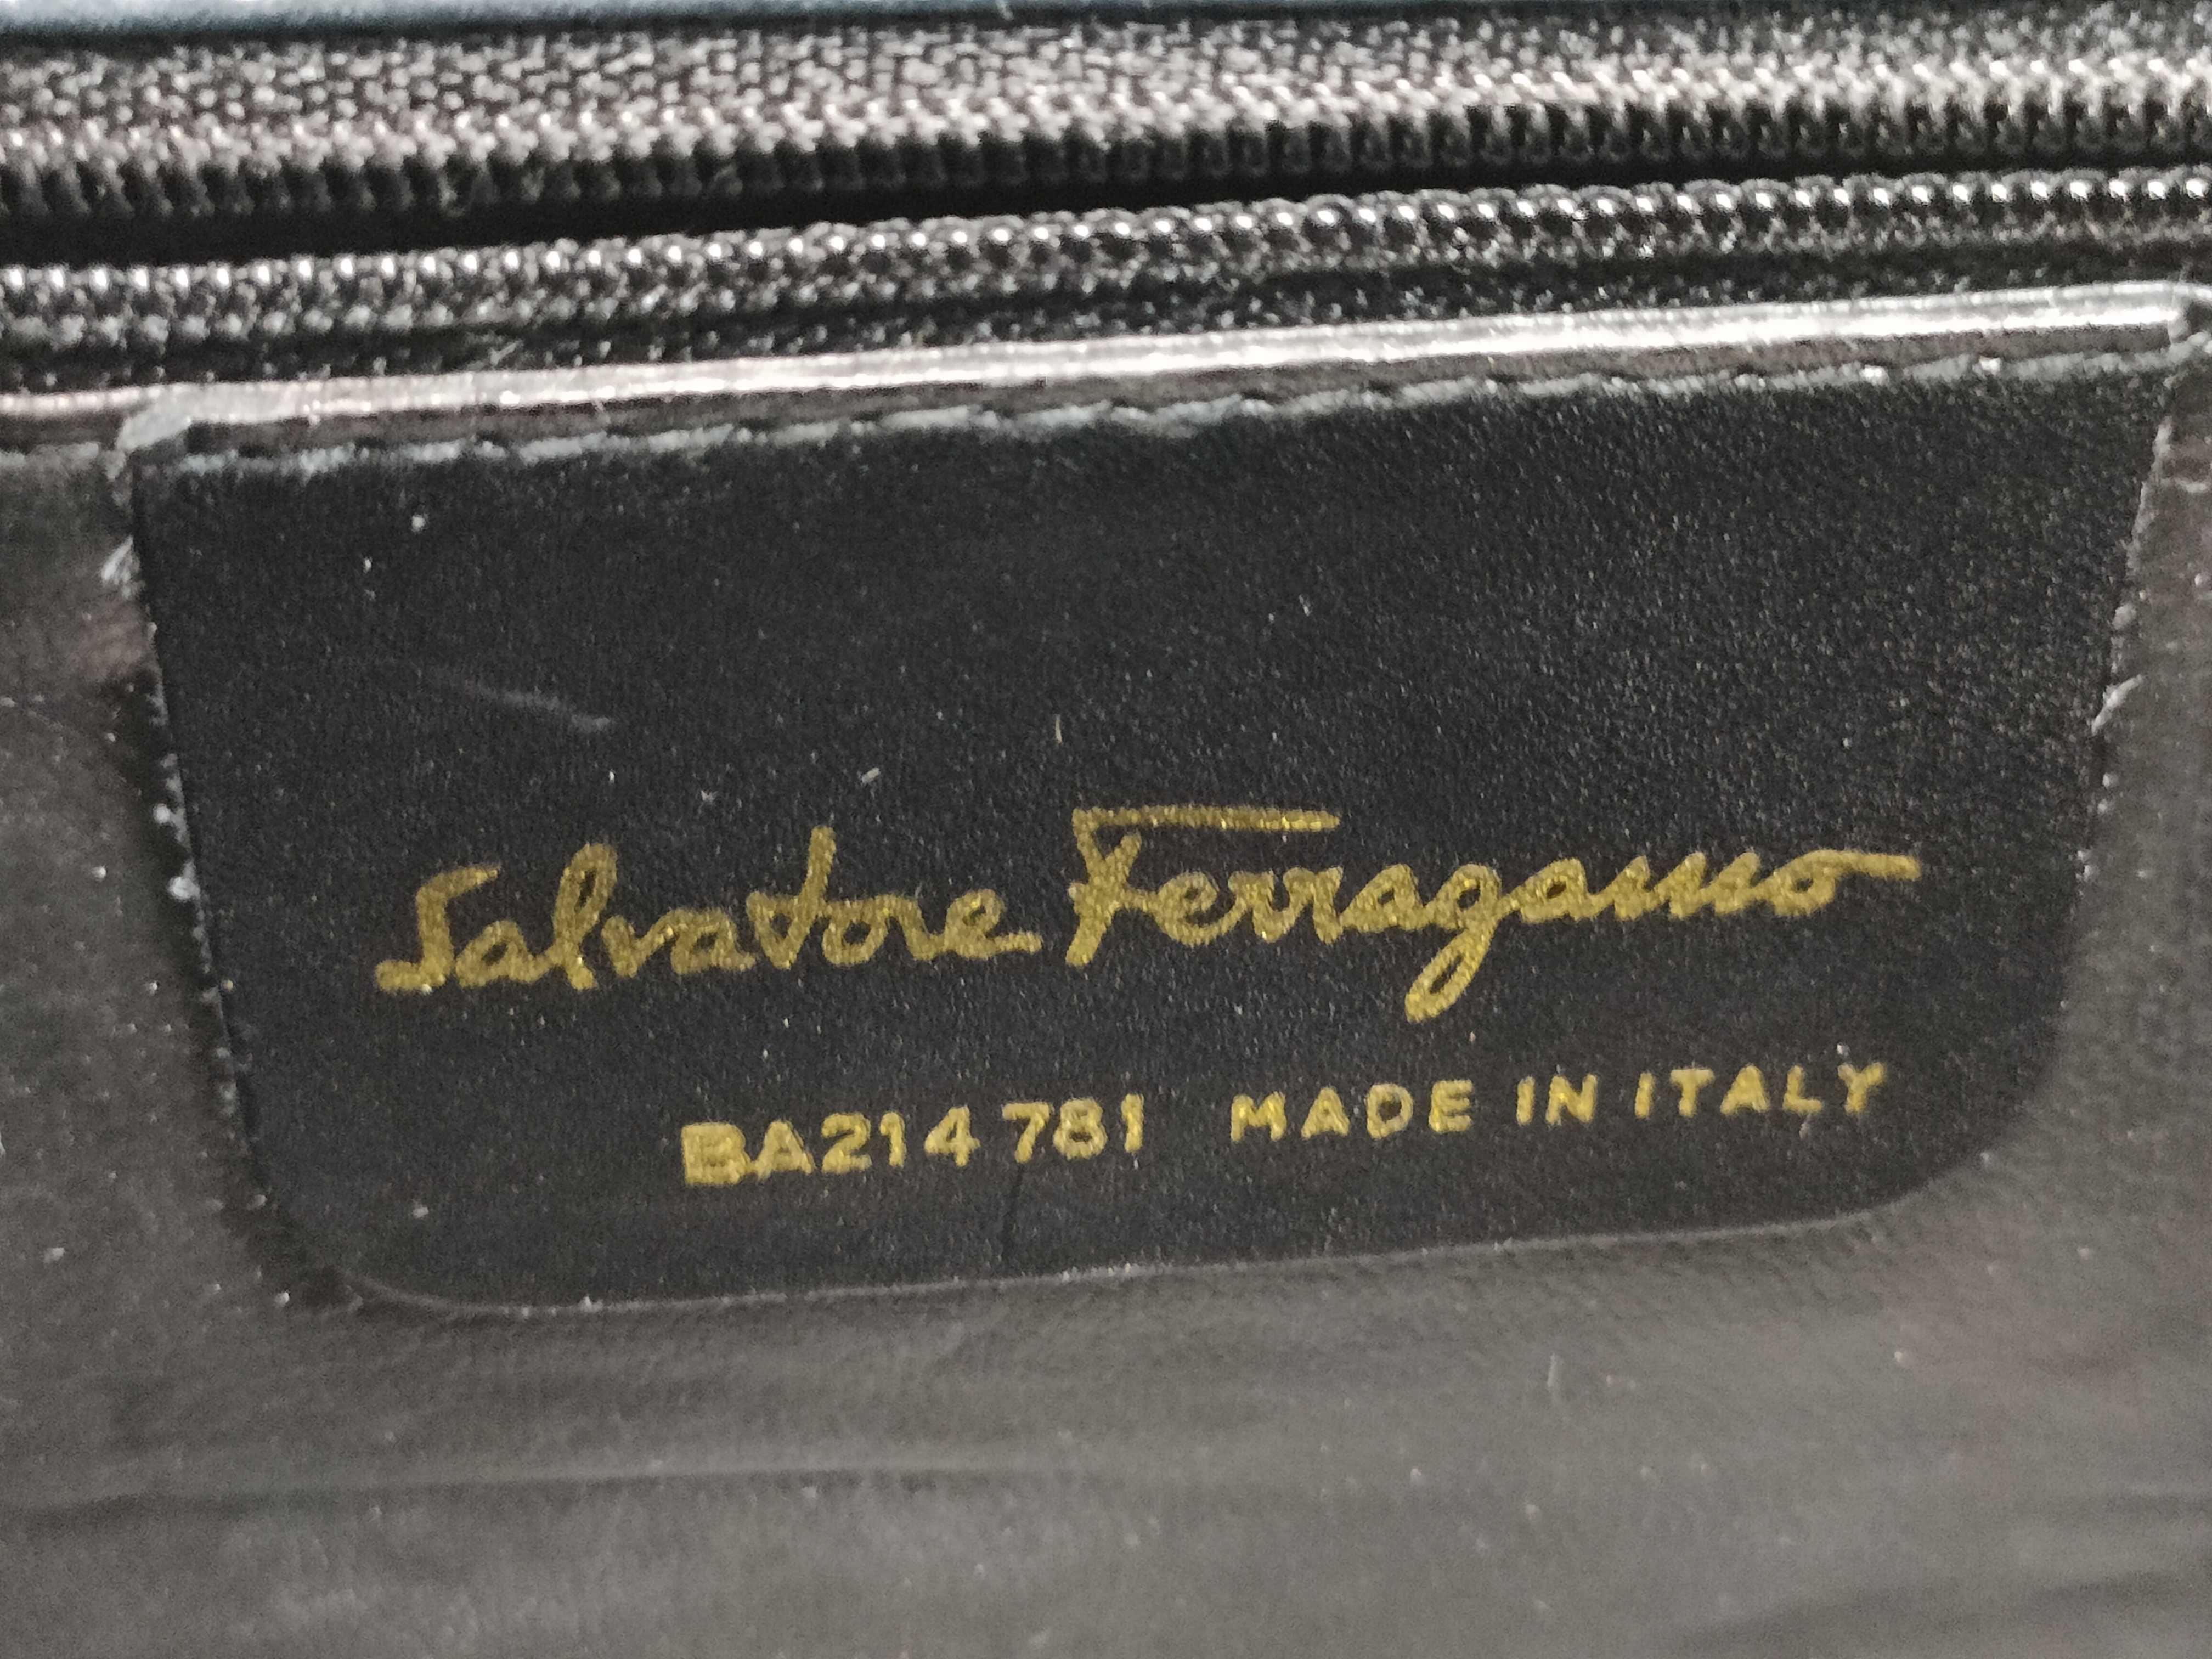 Salvatore Ferragamo
BA214781 MADE IN ITALY